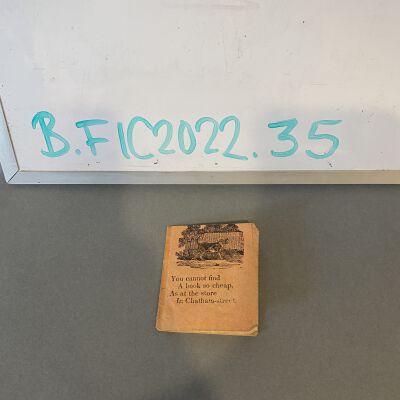 B.FIC2022.35
You cannot find
A book so cheap,
As at the store
In Chatham-street.